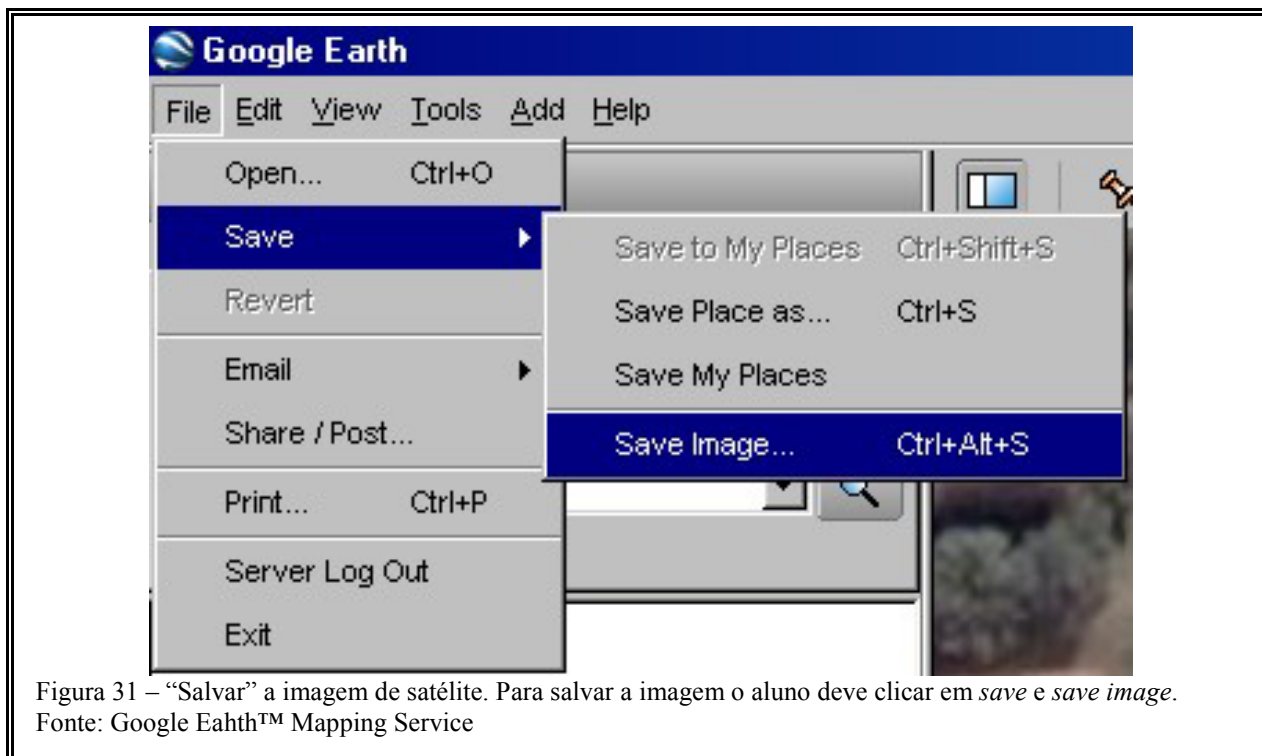 Google Earth
File Edit View Tools Add Help
Open... Ctrl+O
Save
Save to My Places Ctrl+Shift+S
Revert
Save Place as... Ctrl+S
Email
Save My Places
Share / Post...
Save Image... Ctrl+Alt+S
Print... Ctrl+P
Server Log Out
Exit
Figura 31 – “Salvar” a imagem de satélite. Para salvar a imagem o aluno deve clicar em save e save image.
Fonte: Google Eahth™ Mapping Service